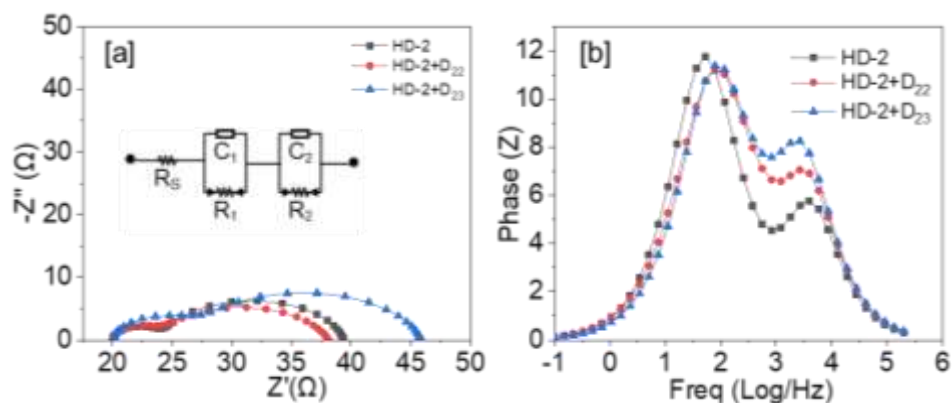 [a]
HD-2
HD-2+D₂₂
HD-2+D₂₃
-Z'' (Ω)
50
40
30
20
10
0
C₁
C₂
Rₛ
R₁
R₂
20 25 30 35 40 45 50
Z'(Ω)
[b]
HD-2
HD-2+D₂₂
HD-2+D₂₃
Phase (Z)
12
10
8
6
4
2
0
-1 0 1 2 3 4 5 6
Freq (Log/Hz)